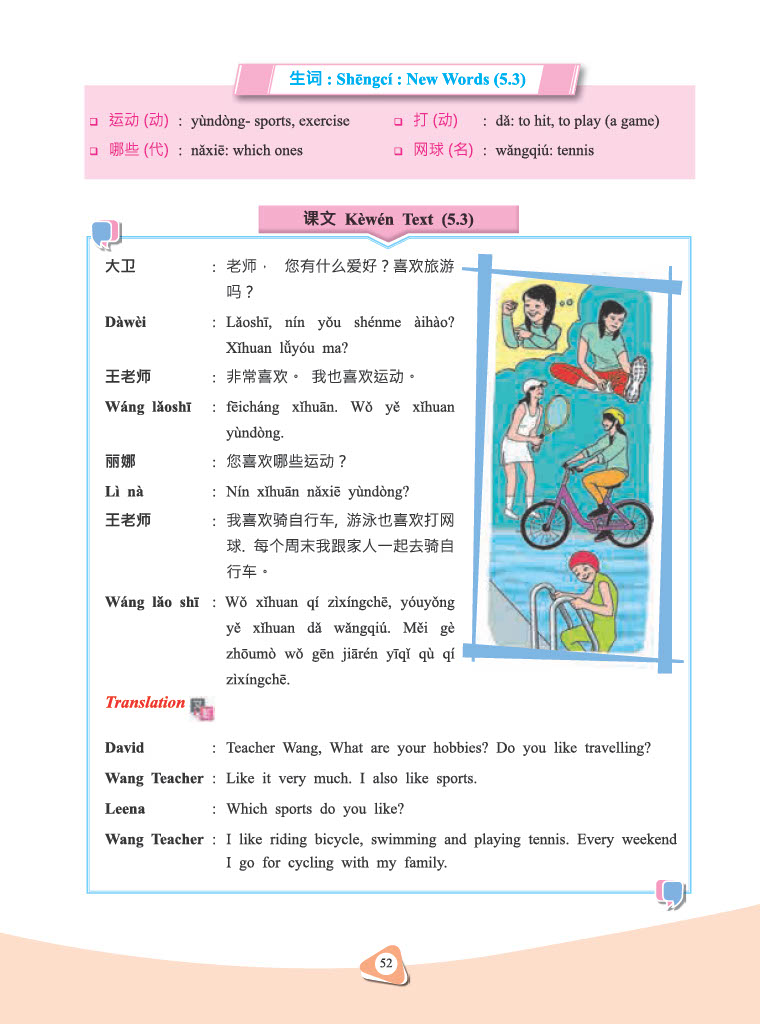 生词 : Shēngcí : New Words (5.3)
❑ 运动 (动) : yùndòng- sports, exercise
❑ 打 (动) : dǎ: to hit, to play (a game)
❑ 哪些 (代) : nǎxiē: which ones
❑ 网球 (名) : wǎngqiú: tennis
课文 Kèwén Text (5.3)
大卫 : 老师， 您有什么爱好？喜欢旅游
吗？
Dàwèi : Lǎoshī, nín yǒu shénme àihào?
Xǐhuan lǚyóu ma?
王老师 : 非常喜欢。 我也喜欢运动。
Wáng lǎoshī : fēicháng xǐhuān. Wǒ yě xǐhuan
yùndòng.
丽娜 : 您喜欢哪些运动？
Lì nà : Nín xǐhuān nǎxiē yùndòng?
王老师 : 我喜欢骑自行车, 游泳也喜欢打网
球. 每个周末我跟家人一起去骑自
行车。
Wáng lǎo shī : Wǒ xǐhuan qí zìxíngchē, yóuyǒng
yě xǐhuan dǎ wǎngqiú. Měi gè
zhōumò wǒ gēn jiārén yīqǐ qù qí
zìxíngchē.
Translation
David : Teacher Wang, What are your hobbies? Do you like travelling?
Wang Teacher : Like it very much. I also like sports.
Leena : Which sports do you like?
Wang Teacher : I like riding bicycle, swimming and playing tennis. Every weekend
I go for cycling with my family.
52